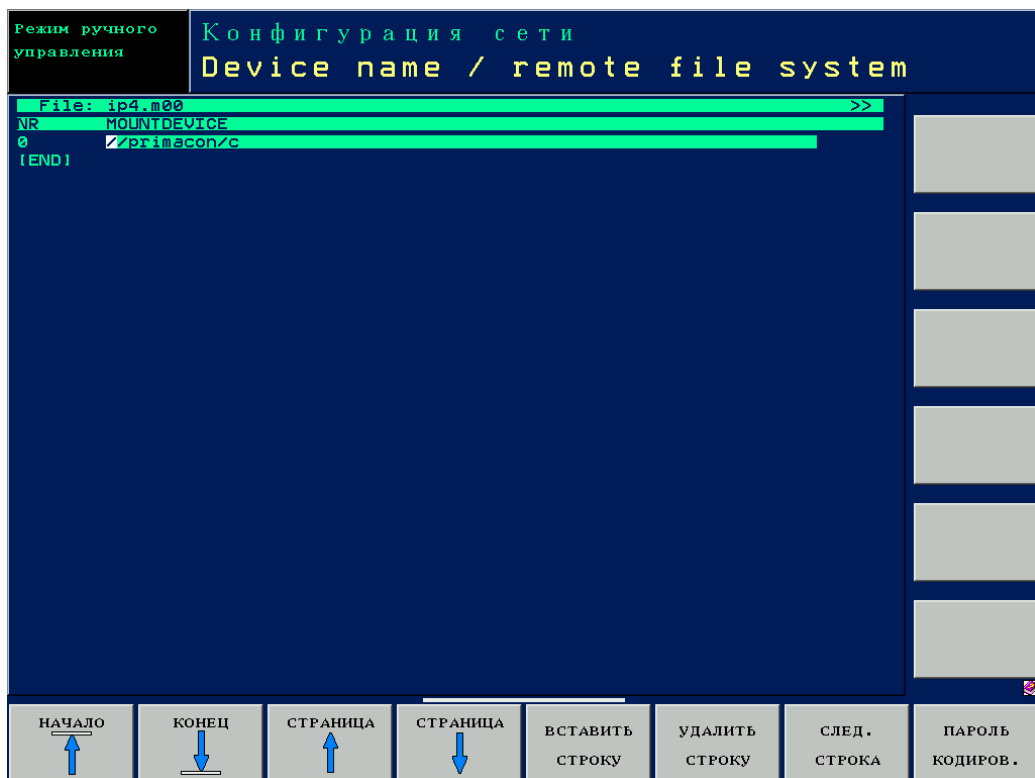 Режим ручного
управления
Конфигурация сети
Device name / remote file system
File: ip4.m00 >>
NR MOUNTDEVICE
0 //primacon/c
[END]
НАЧАЛО
КОНЕЦ
СТРАНИЦА
СТРАНИЦА
ВСТАВИТЬ
СТРОКУ
УДАЛИТЬ
СТРОКУ
СЛЕД.
СТРОКА
ПАРОЛЬ
КОДИРОВ.